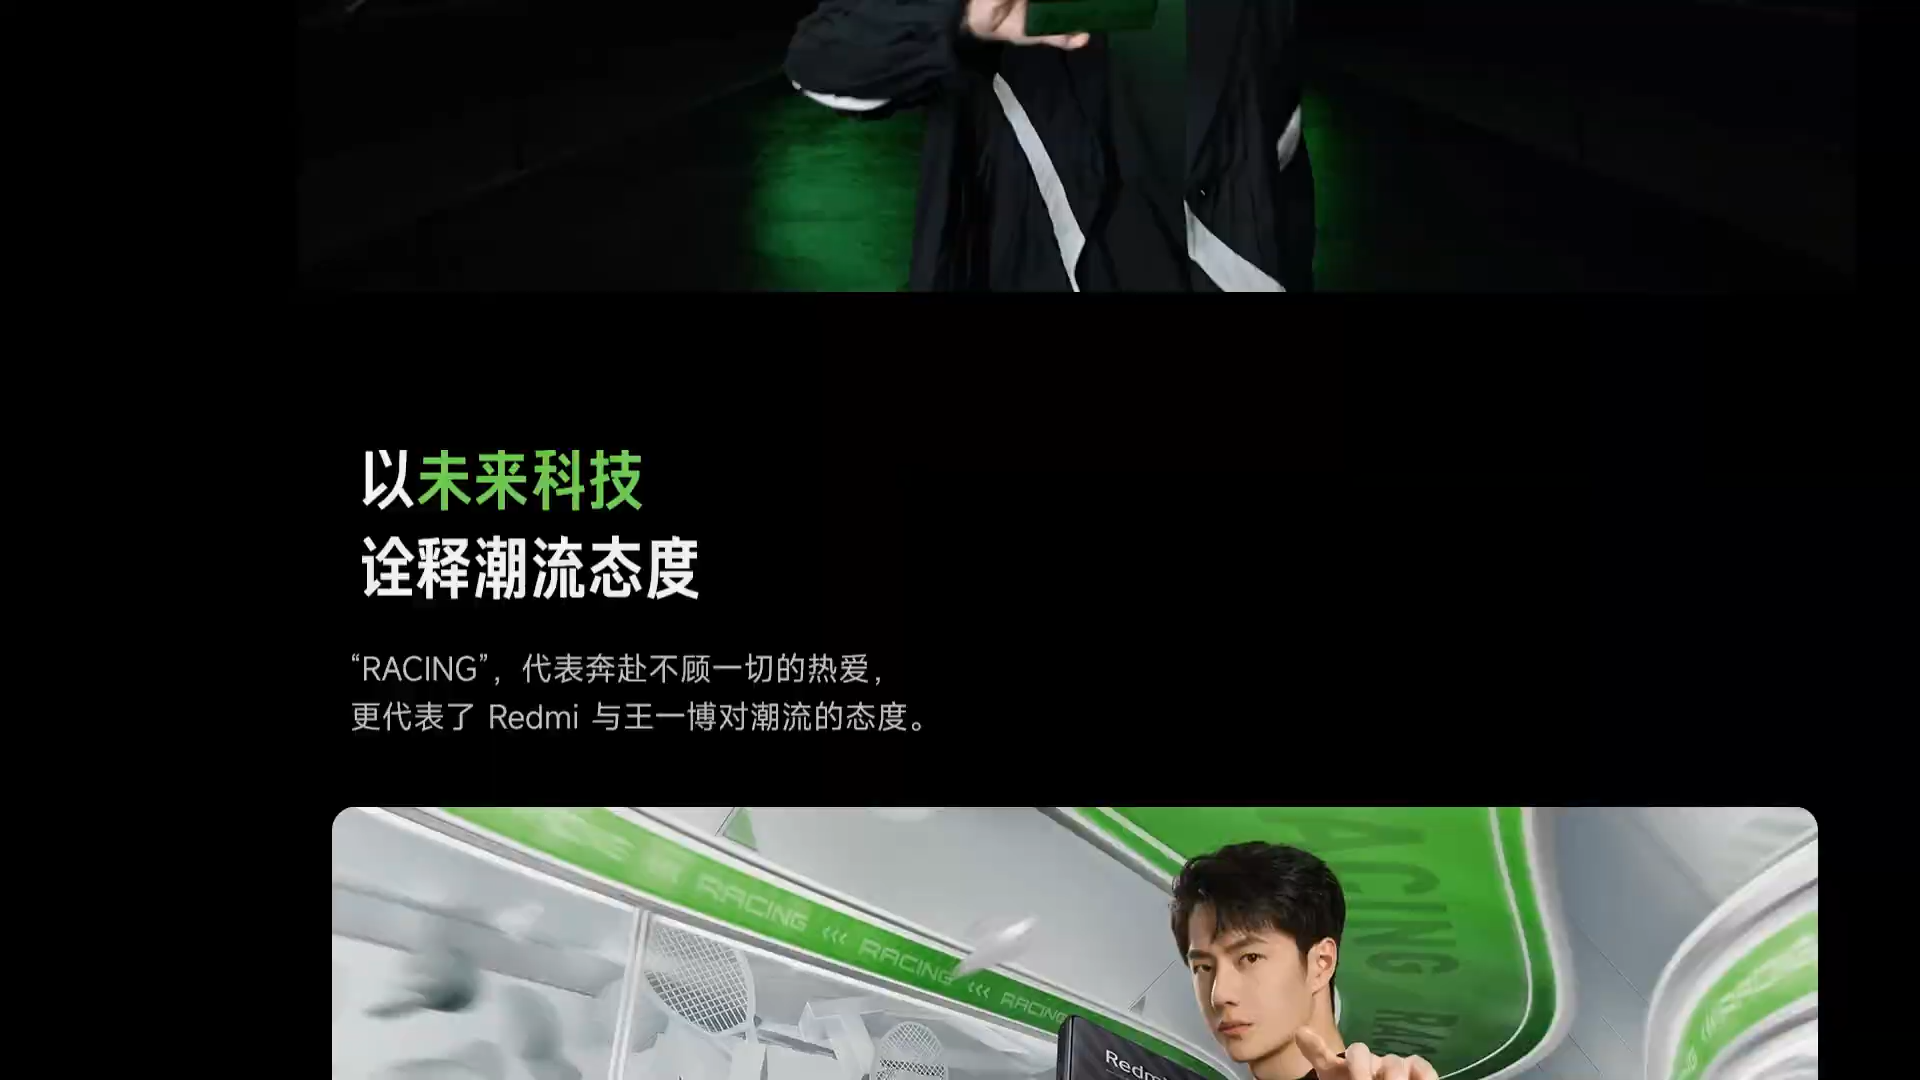 以未来科技
诠释潮流态度
“RACING”，代表奔赴不顾一切的热爱，
更代表了 Redmi 与王一博对潮流的态度。
RACING ‹‹‹ RACING ‹‹‹ RACING
RACING
Redmi
RACING